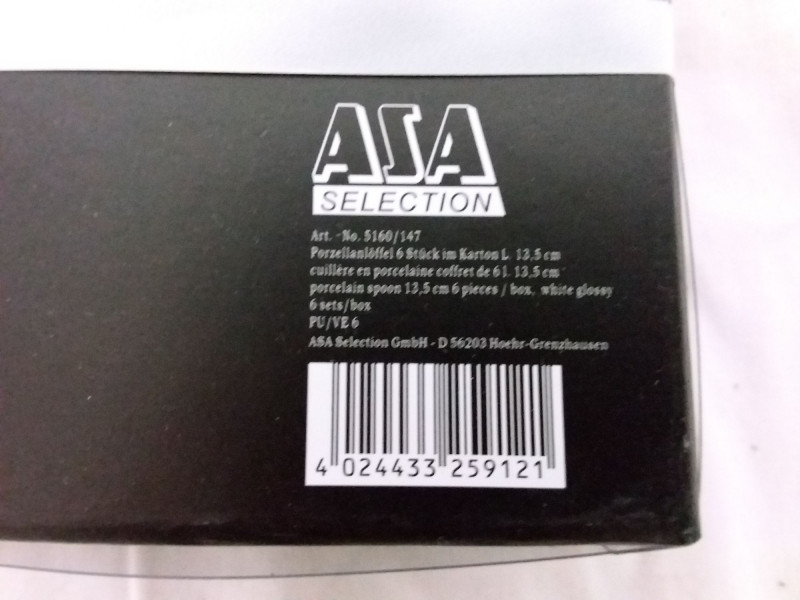 ASA
SELECTION
Art. -No. 5160/147
Porzellanlöffel 6 Stück im Karton L. 13,5 cm
cuillère en porcelaine coffret de 6 l. 13,5 cm
porcelain spoon 13,5 cm 6 pieces / box, white glossy
6 sets/box
PU/VE 6
ASA Selection GmbH - D 56203 Hoehr-Grenzhausen
4 024433 259121